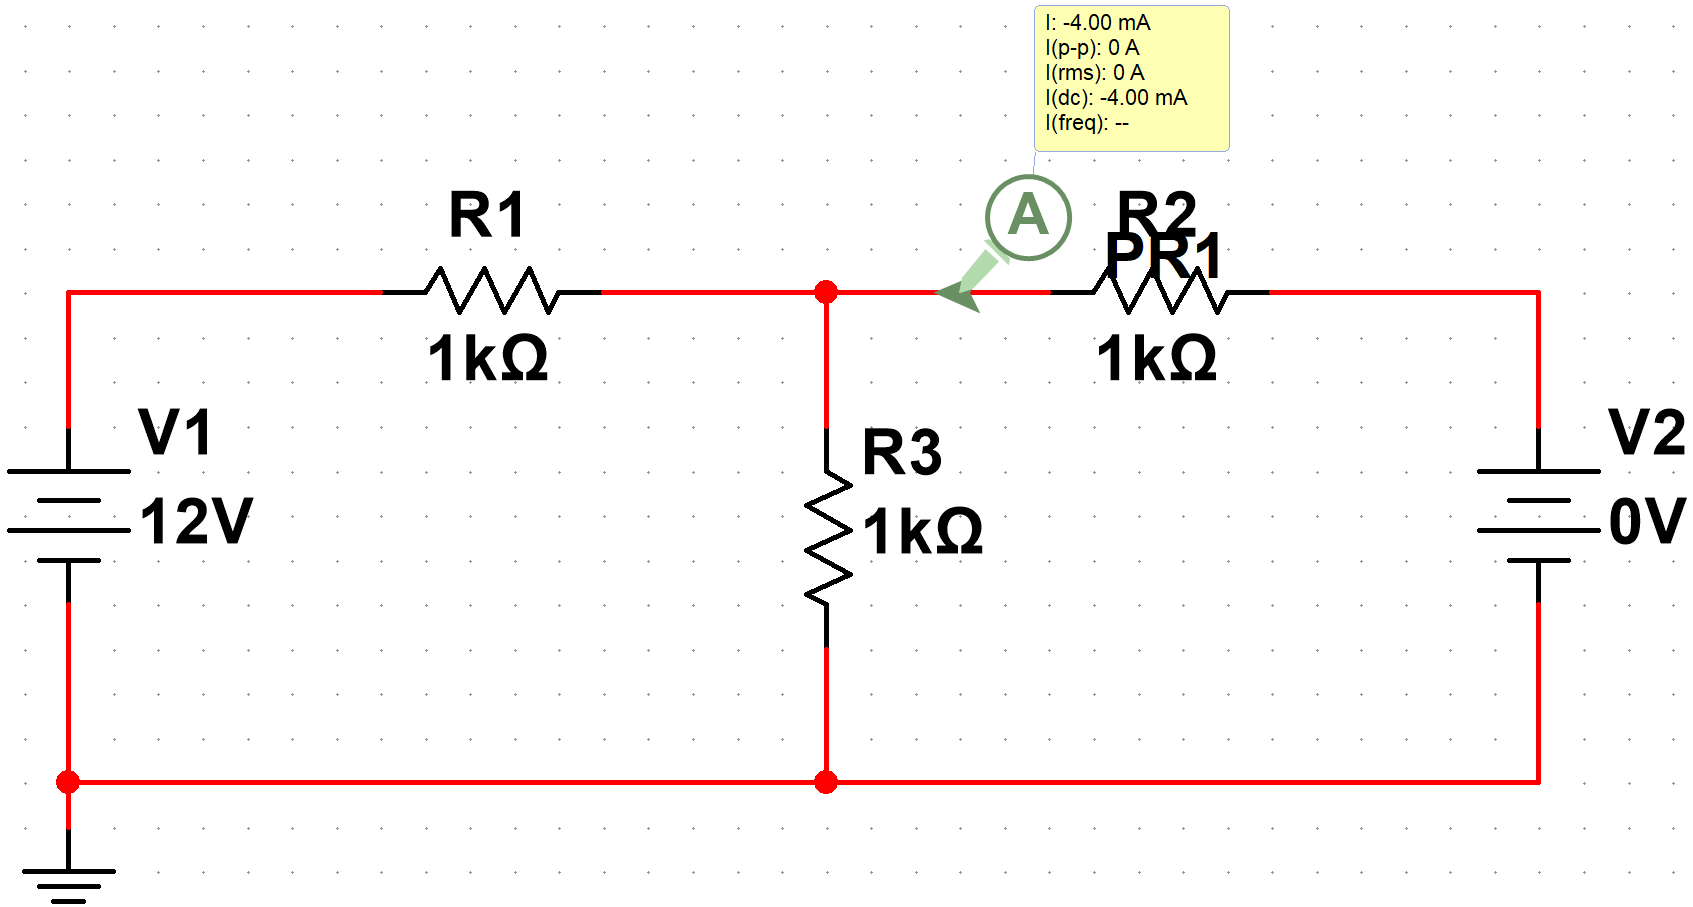 I: -4.00 mA
I(p-p): 0 A
I(rms): 0 A
I(dc): -4.00 mA
I(freq): --
A
R1
R2
PR1
1kΩ
1kΩ
V1
12V
R3
1kΩ
V2
0V